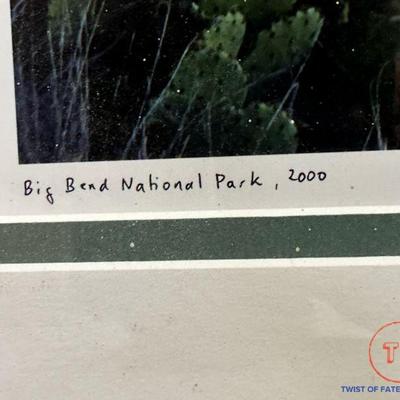 Big Bend National Park, 2000
T
TWIST OF FATE